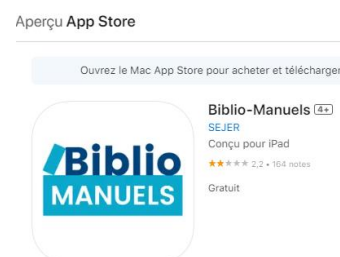 Aperçu App Store
Ouvrez le Mac App Store pour acheter et télécharger
Biblio
MANUELS
Biblio-Manuels 4+
SEJER
Conçu pour iPad
★★★★★ 2,2 • 164 notes
Gratuit